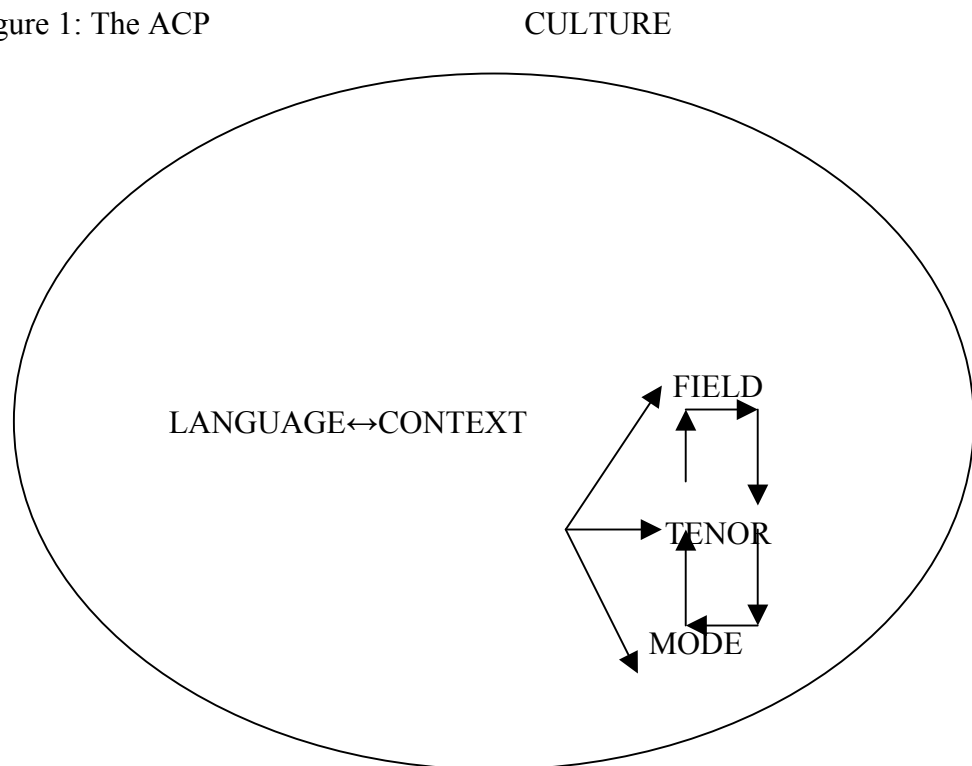 gure 1: The ACP CULTURE
FIELD
LANGUAGE↔CONTEXT
TENOR
MODE